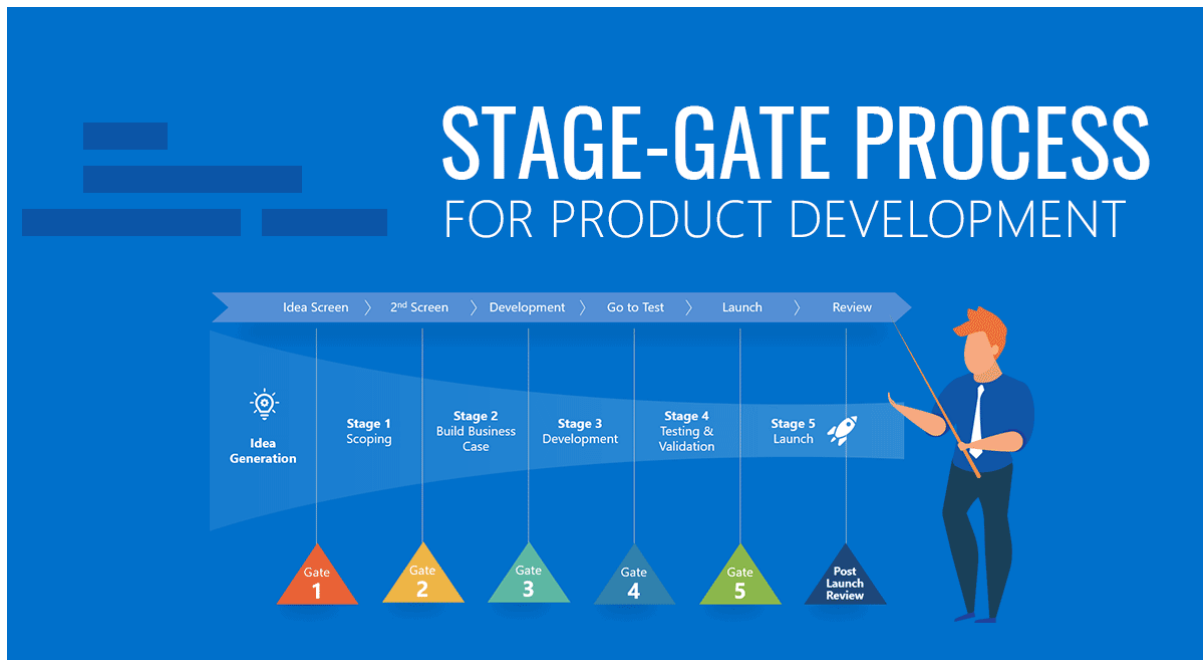 STAGE-GATE PROCESS
FOR PRODUCT DEVELOPMENT
Idea Screen
2nd Screen
Development
Go to Test
Launch
Review
Idea
Generation
Stage 1
Scoping
Stage 2
Build Business
Case
Stage 3
Development
Stage 4
Testing &
Validation
Stage 5
Launch
Gate
1
Gate
2
Gate
3
Gate
4
Gate
5
Post
Launch
Review